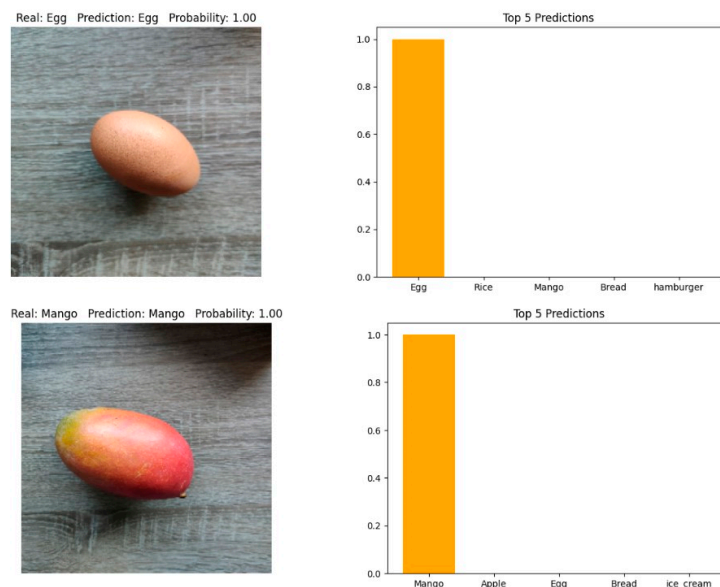 Real: Egg   Prediction: Egg   Probability: 1.00
Top 5 Predictions
1.0
0.8
0.6
0.4
0.2
0.0
Egg Rice Mango Bread hamburger
Real: Mango   Prediction: Mango   Probability: 1.00
Top 5 Predictions
1.0
0.8
0.6
0.4
0.2
0.0
Mango Apple Egg Bread ice_cream